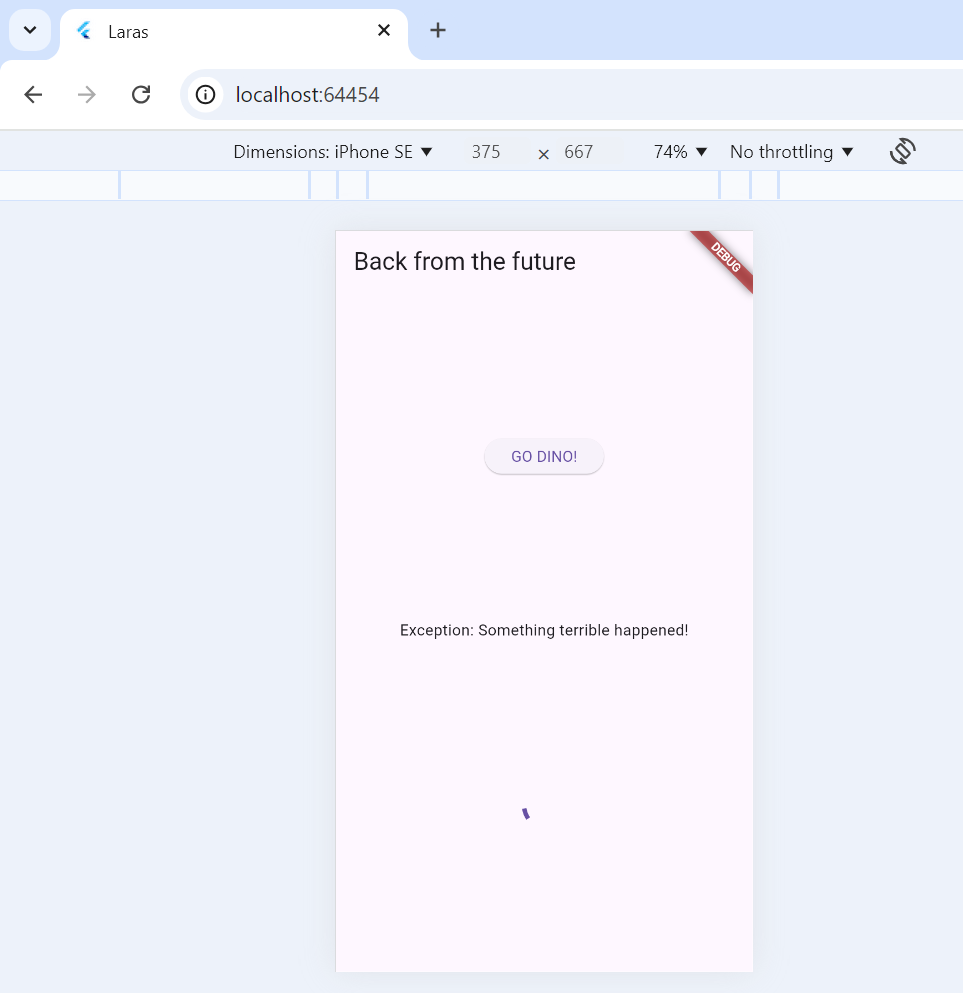 Laras
localhost:64454
Dimensions: iPhone SE ▼ 375 × 667 74% ▼ No throttling ▼
Back from the future
DEBUG
GO DINO!
Exception: Something terrible happened!